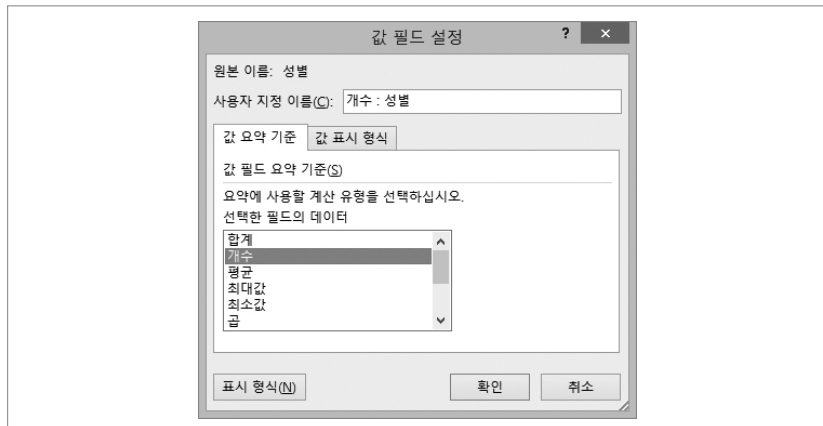 값 필드 설정
? ×
원본 이름: 성별
사용자 지정 이름(C): 개수 : 성별
값 요약 기준 값 표시 형식
값 필드 요약 기준(S)
요약에 사용할 계산 유형을 선택하십시오.
선택한 필드의 데이터
합계
개수
평균
최대값
최소값
곱
표시 형식(N) 확인 취소